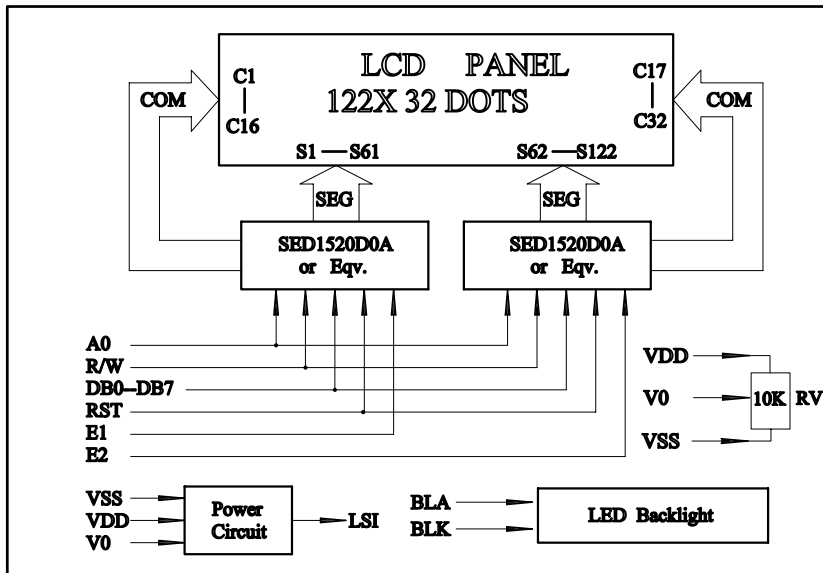 LCD PANEL
122X 32 DOTS
C1
C16
C17
C32
COM
COM
S1 — S61
S62 — S122
SEG
SEG
SED1520D0A
or Eqv.
SED1520D0A
or Eqv.
A0
R/W
DB0--DB7
RST
E1
E2
VDD
V0
VSS
10K
RV
VSS
VDD
V0
Power
Circuit
LSI
BLA
BLK
LED Backlight